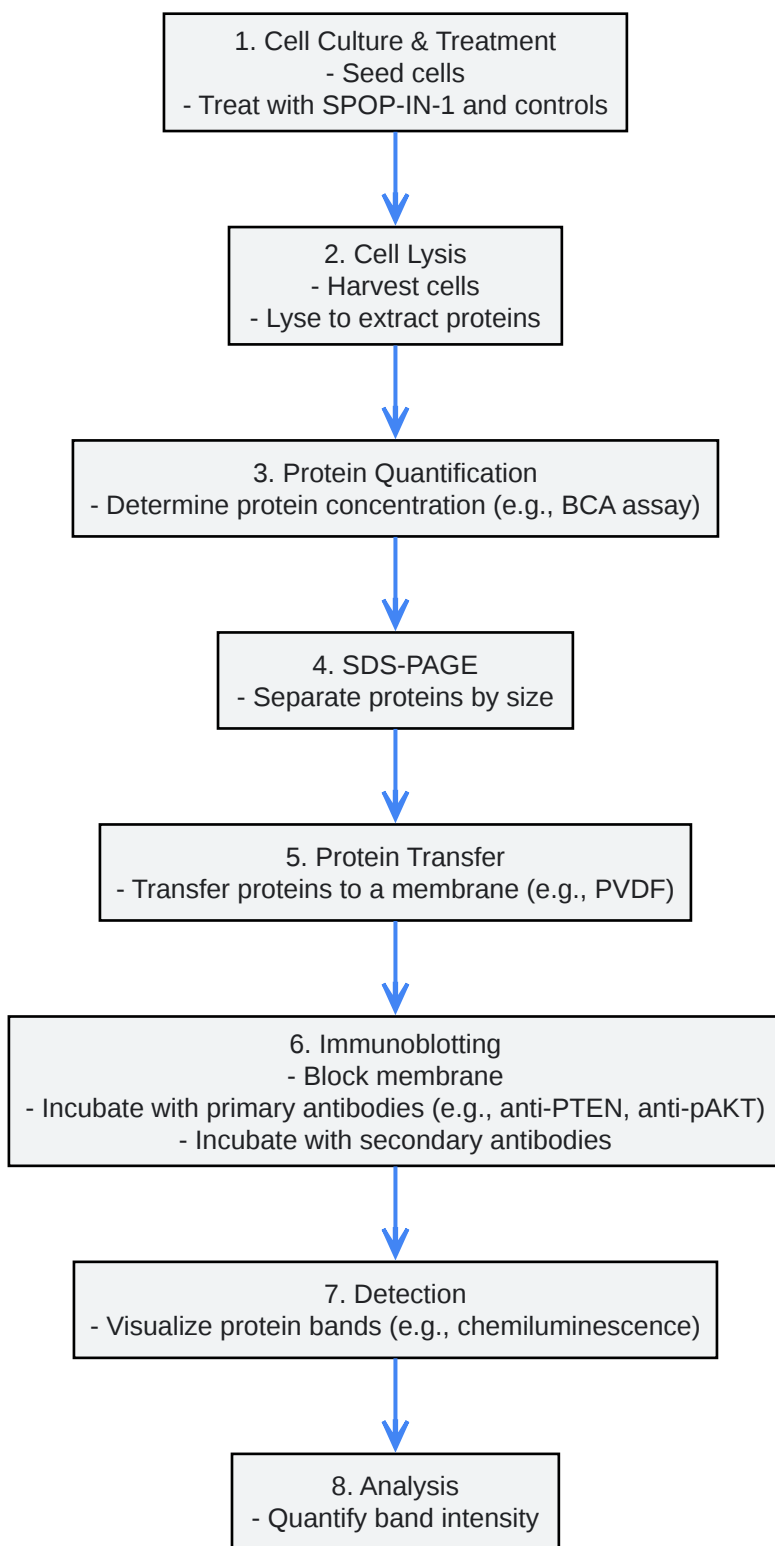 1. Cell Culture & Treatment
- Seed cells
- Treat with SPOP-IN-1 and controls
2. Cell Lysis
- Harvest cells
- Lyse to extract proteins
3. Protein Quantification
- Determine protein concentration (e.g., BCA assay)
4. SDS-PAGE
- Separate proteins by size
5. Protein Transfer
- Transfer proteins to a membrane (e.g., PVDF)
6. Immunoblotting
- Block membrane
- Incubate with primary antibodies (e.g., anti-PTEN, anti-pAKT)
- Incubate with secondary antibodies
7. Detection
- Visualize protein bands (e.g., chemiluminescence)
8. Analysis
- Quantify band intensity